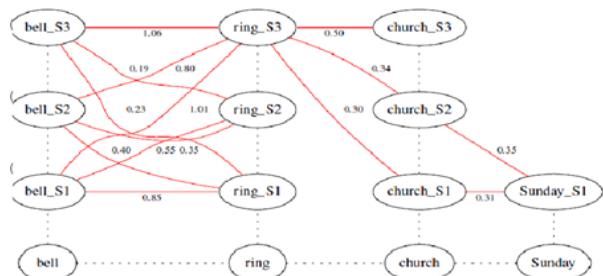 bell_S3 1.06 ring_S3 0.50 church_S3
0.19 0.80 0.34
bell_S2 0.23 1.01 ring_S2 0.30 church_S2
0.40 0.55 0.35 0.35
bell_S1 0.85 ring_S1 church_S1 0.31 Sunday_S1
bell ring church Sunday